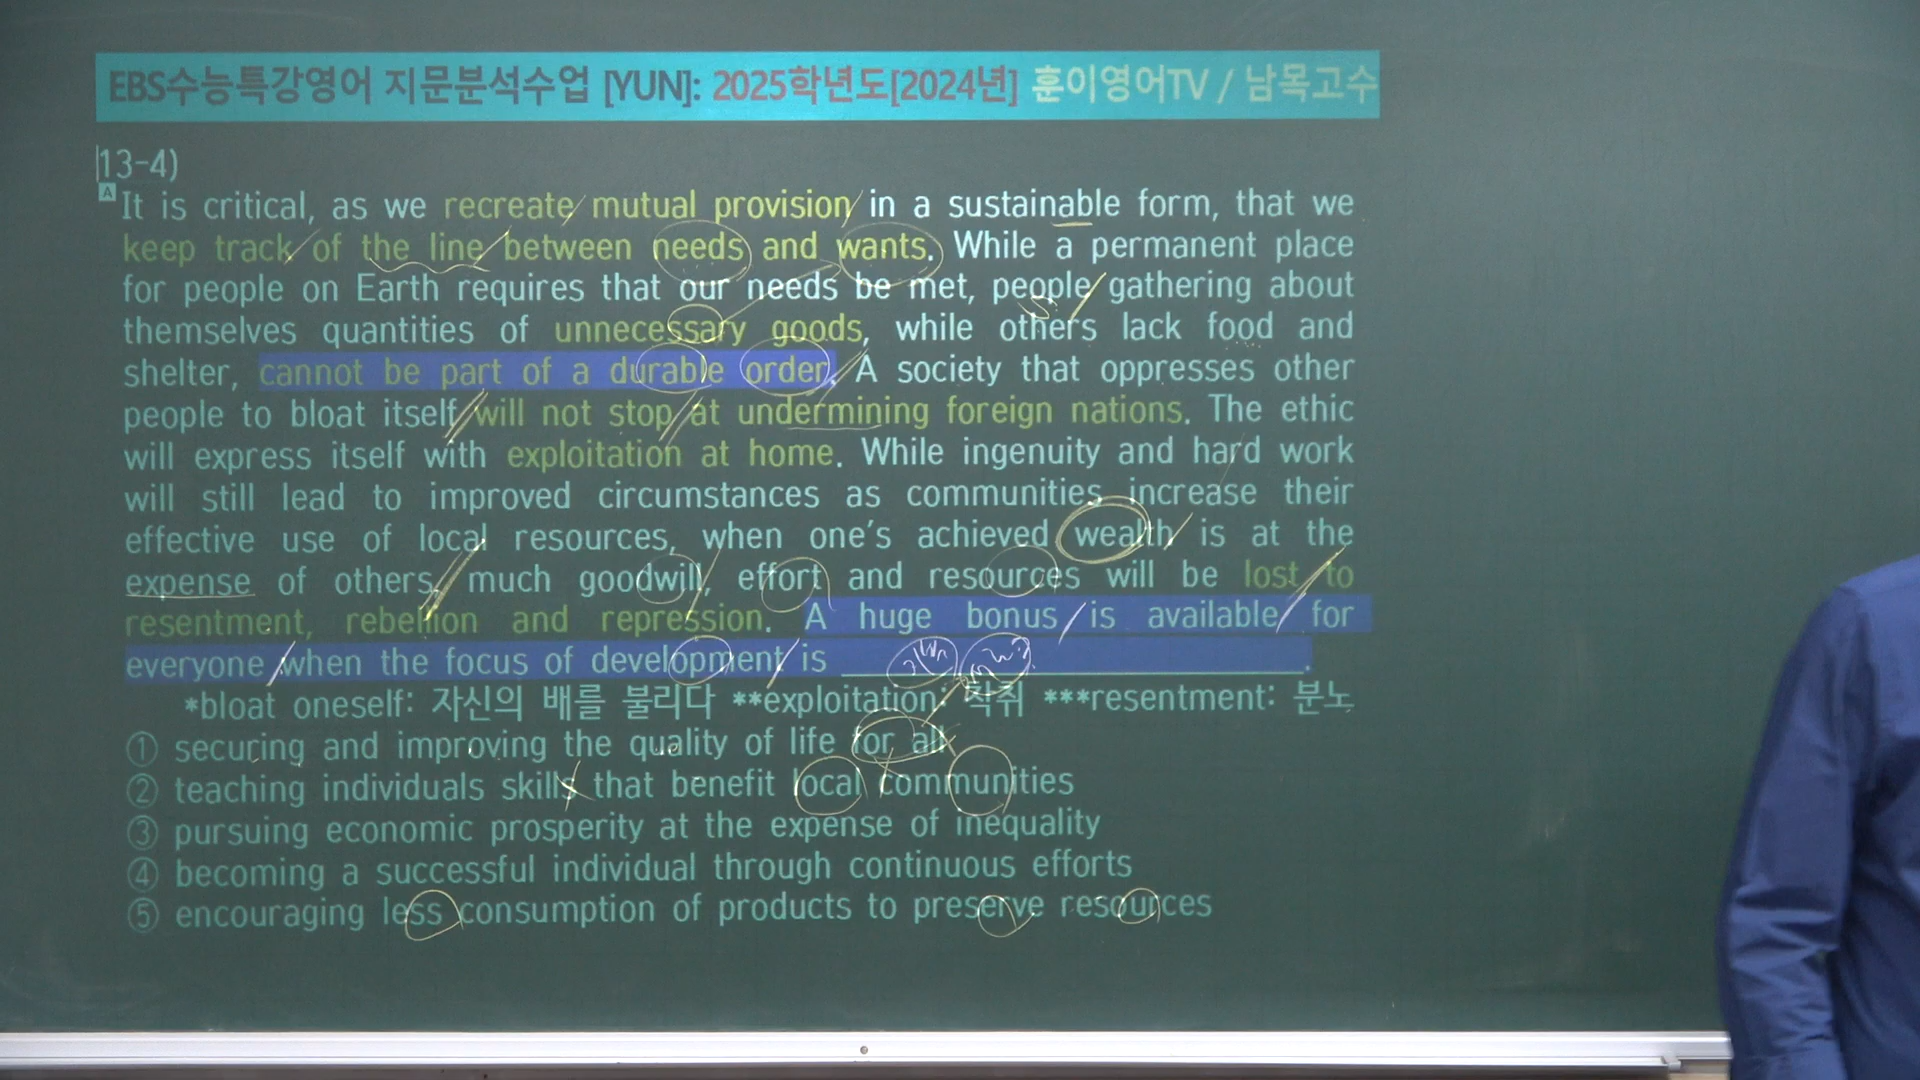 EBS수능특강영어 지문분석수업 [YUN]: 2025학년도[2024년] 훈이영어TV / 남목고수
13-4)
A
It is critical, as we recreate mutual provision in a sustainable form, that we
keep track of the line between needs and wants. While a permanent place
for people on Earth requires that our needs be met, people gathering about
themselves quantities of unnecessary goods, while others lack food and
shelter, cannot be part of a durable order. A society that oppresses other
people to bloat itself will not stop at undermining foreign nations. The ethic
will express itself with exploitation at home. While ingenuity and hard work
will still lead to improved circumstances as communities increase their
effective use of local resources, when one's achieved wealth is at the
expense of others, much goodwill, effort and resources will be lost to
resentment, rebellion and repression. A huge bonus is available for
everyone when the focus of development is ____________.
*bloat oneself: 자신의 배를 불리다 **exploitation: 착취 ***resentment: 분노
① securing and improving the quality of life for all
② teaching individuals skills that benefit local communities
③ pursuing economic prosperity at the expense of inequality
④ becoming a successful individual through continuous efforts
⑤ encouraging less consumption of products to preserve resources